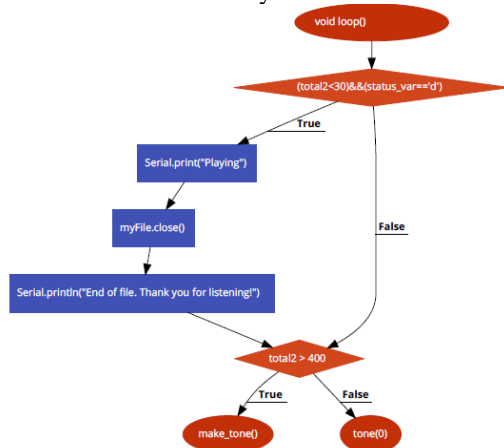 void loop()
(total2<30)&&(status_var=='d')
True
Serial.print("Playing")
myFile.close()
False
Serial.println("End of file. Thank you for listening!")
total2 > 400
True
False
make_tone()
tone(0)